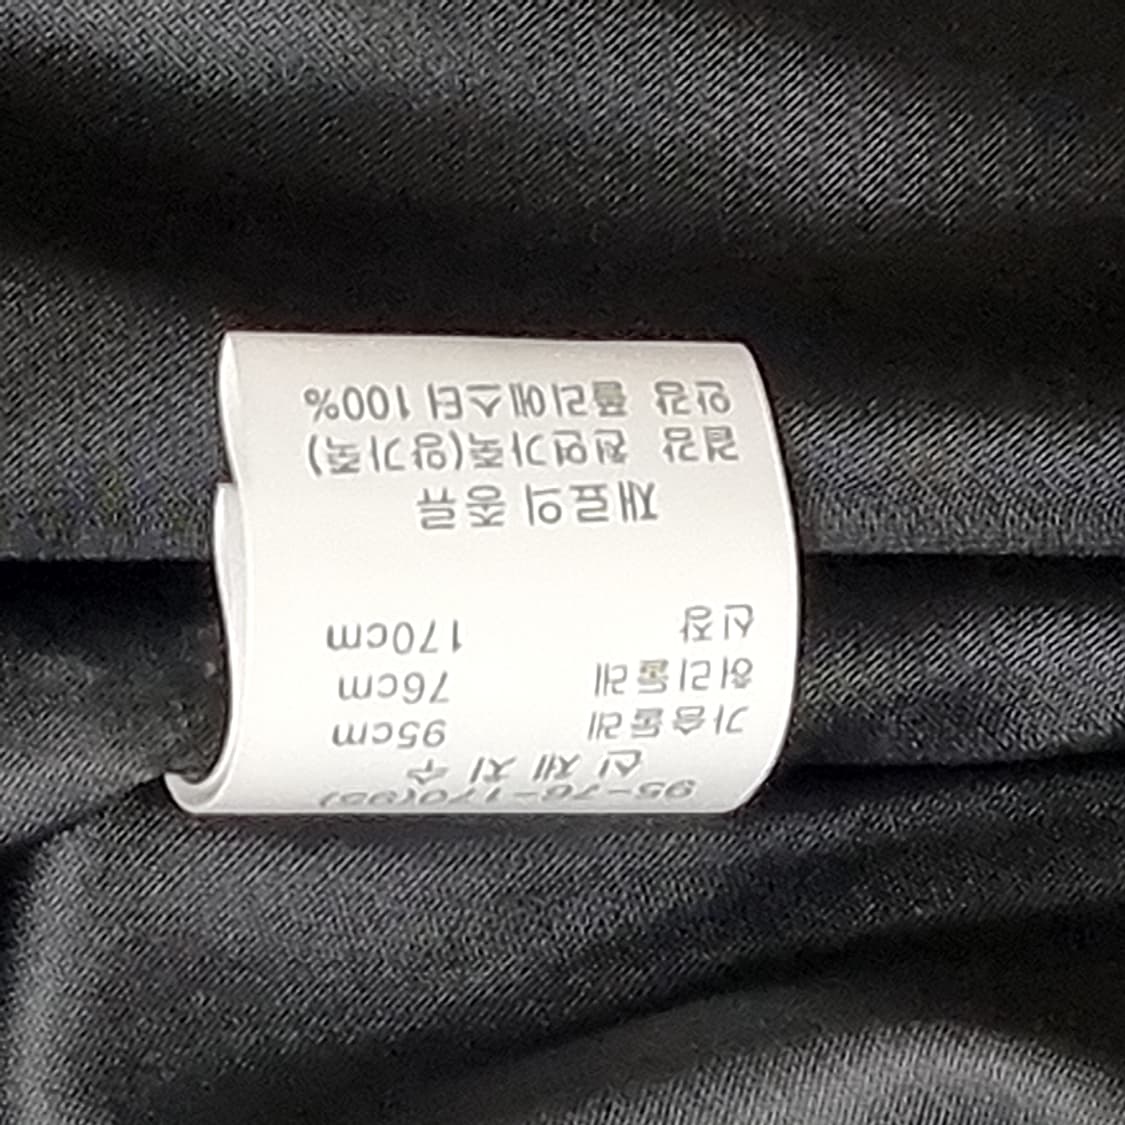 95-76-170(95)
신 체 치 수
가슴둘레 95cm
허리둘레 76cm
신장 170cm
재료의 종류
겉감 천연가죽(양가죽)
안감 폴리에스터 100%